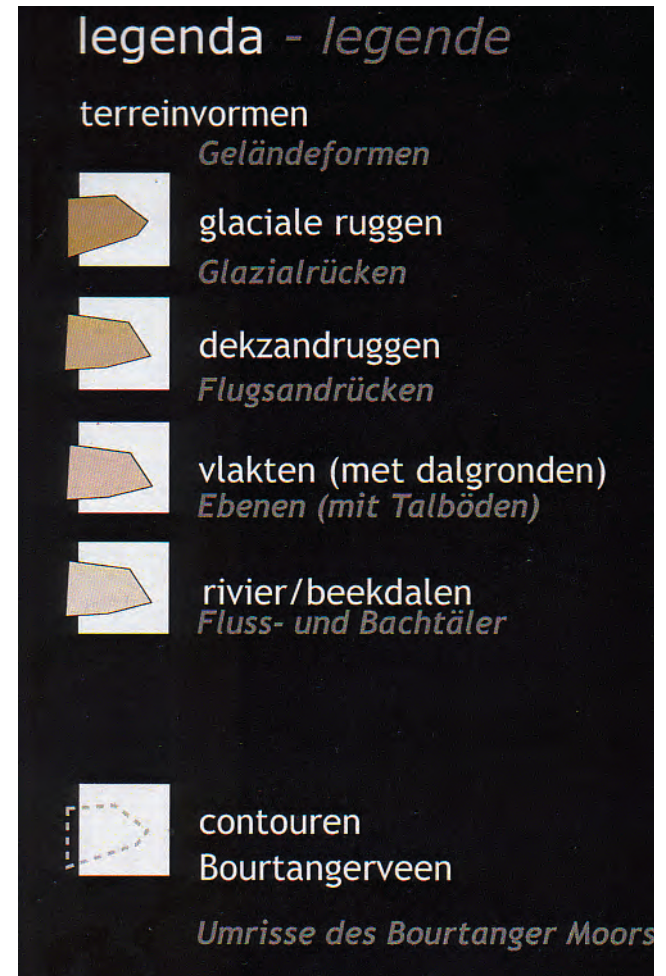 legenda - legende
terreinvormen
Geländeformen
glaciale ruggen
Glazialrücken
dekzandruggen
Flugsandrücken
vlakten (met dalgronden)
Ebenen (mit Talböden)
rivier/beekdalen
Fluss- und Bachtäler
contouren
Bourtangerveen
Umrisse des Bourtanger Moors